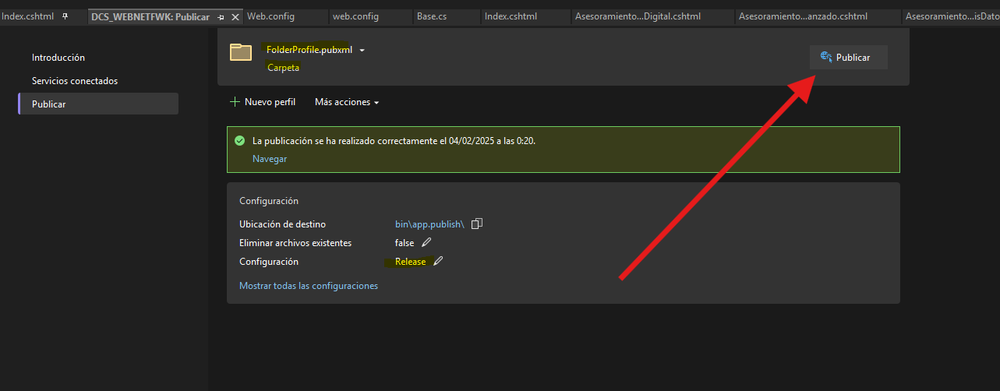 Index.cshtml DCS_WEBNETFWK: Publicar Web.config web.config Base.cs Index.cshtml Asesoramiento...Digital.cshtml Asesoramiento...anzado.cshtml Asesoramiento...isDato
FolderProfile.pubxml
Carpeta
Publicar
Introducción
Servicios conectados
Publicar
Nuevo perfil Más acciones
La publicación se ha realizado correctamente el 04/02/2025 a las 0:20.
Navegar
Configuración
Ubicación de destino bin\app.publish\
Eliminar archivos existentes false
Configuración Release
Mostrar todas las configuraciones